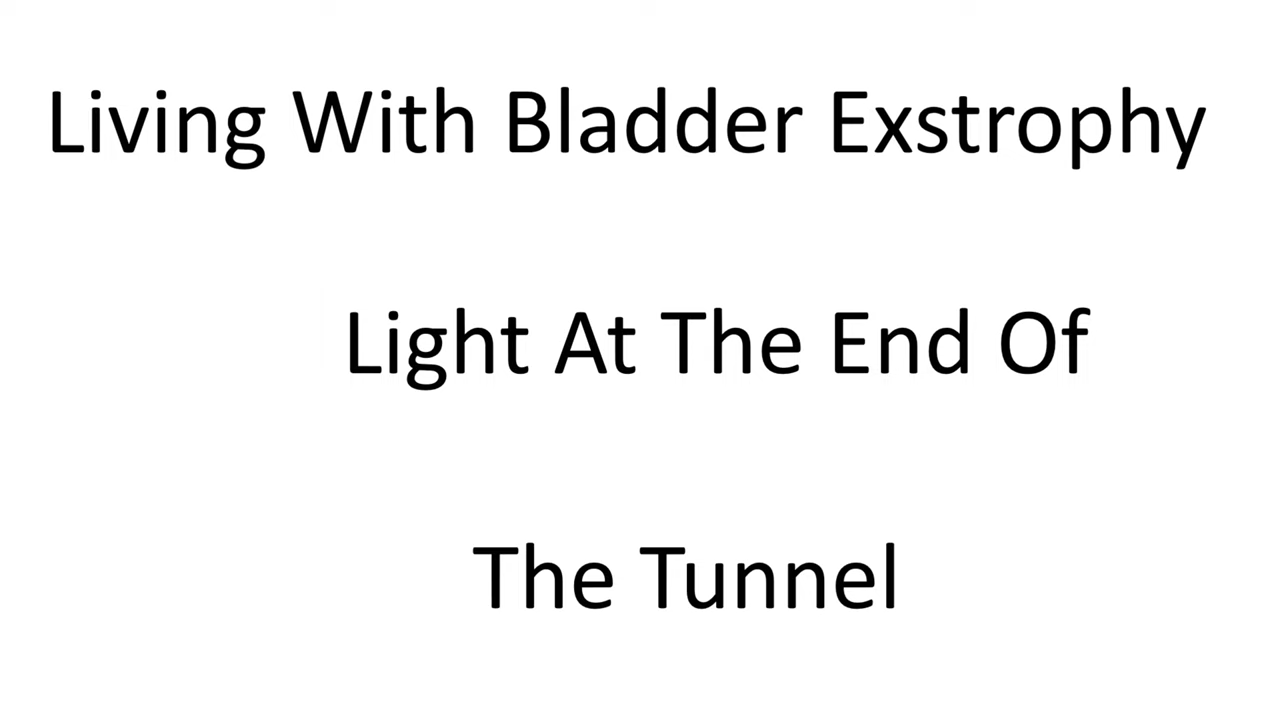 Living With Bladder Exstrophy
Light At The End Of
The Tunnel